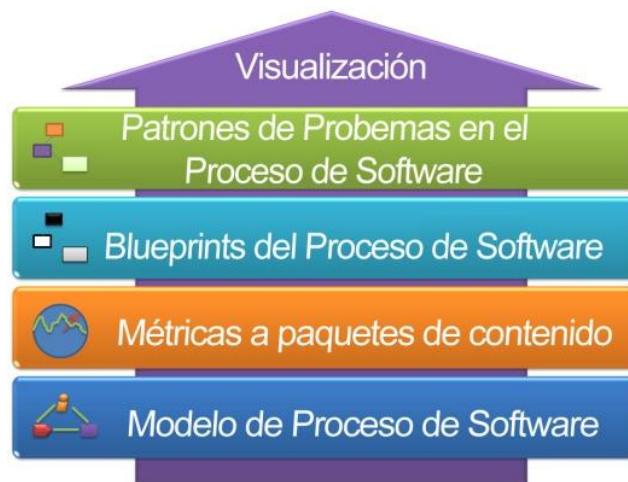 Visualización
Patrones de Probemas en el
Proceso de Software
Blueprints del Proceso de Software
Métricas a paquetes de contenido
Modelo de Proceso de Software